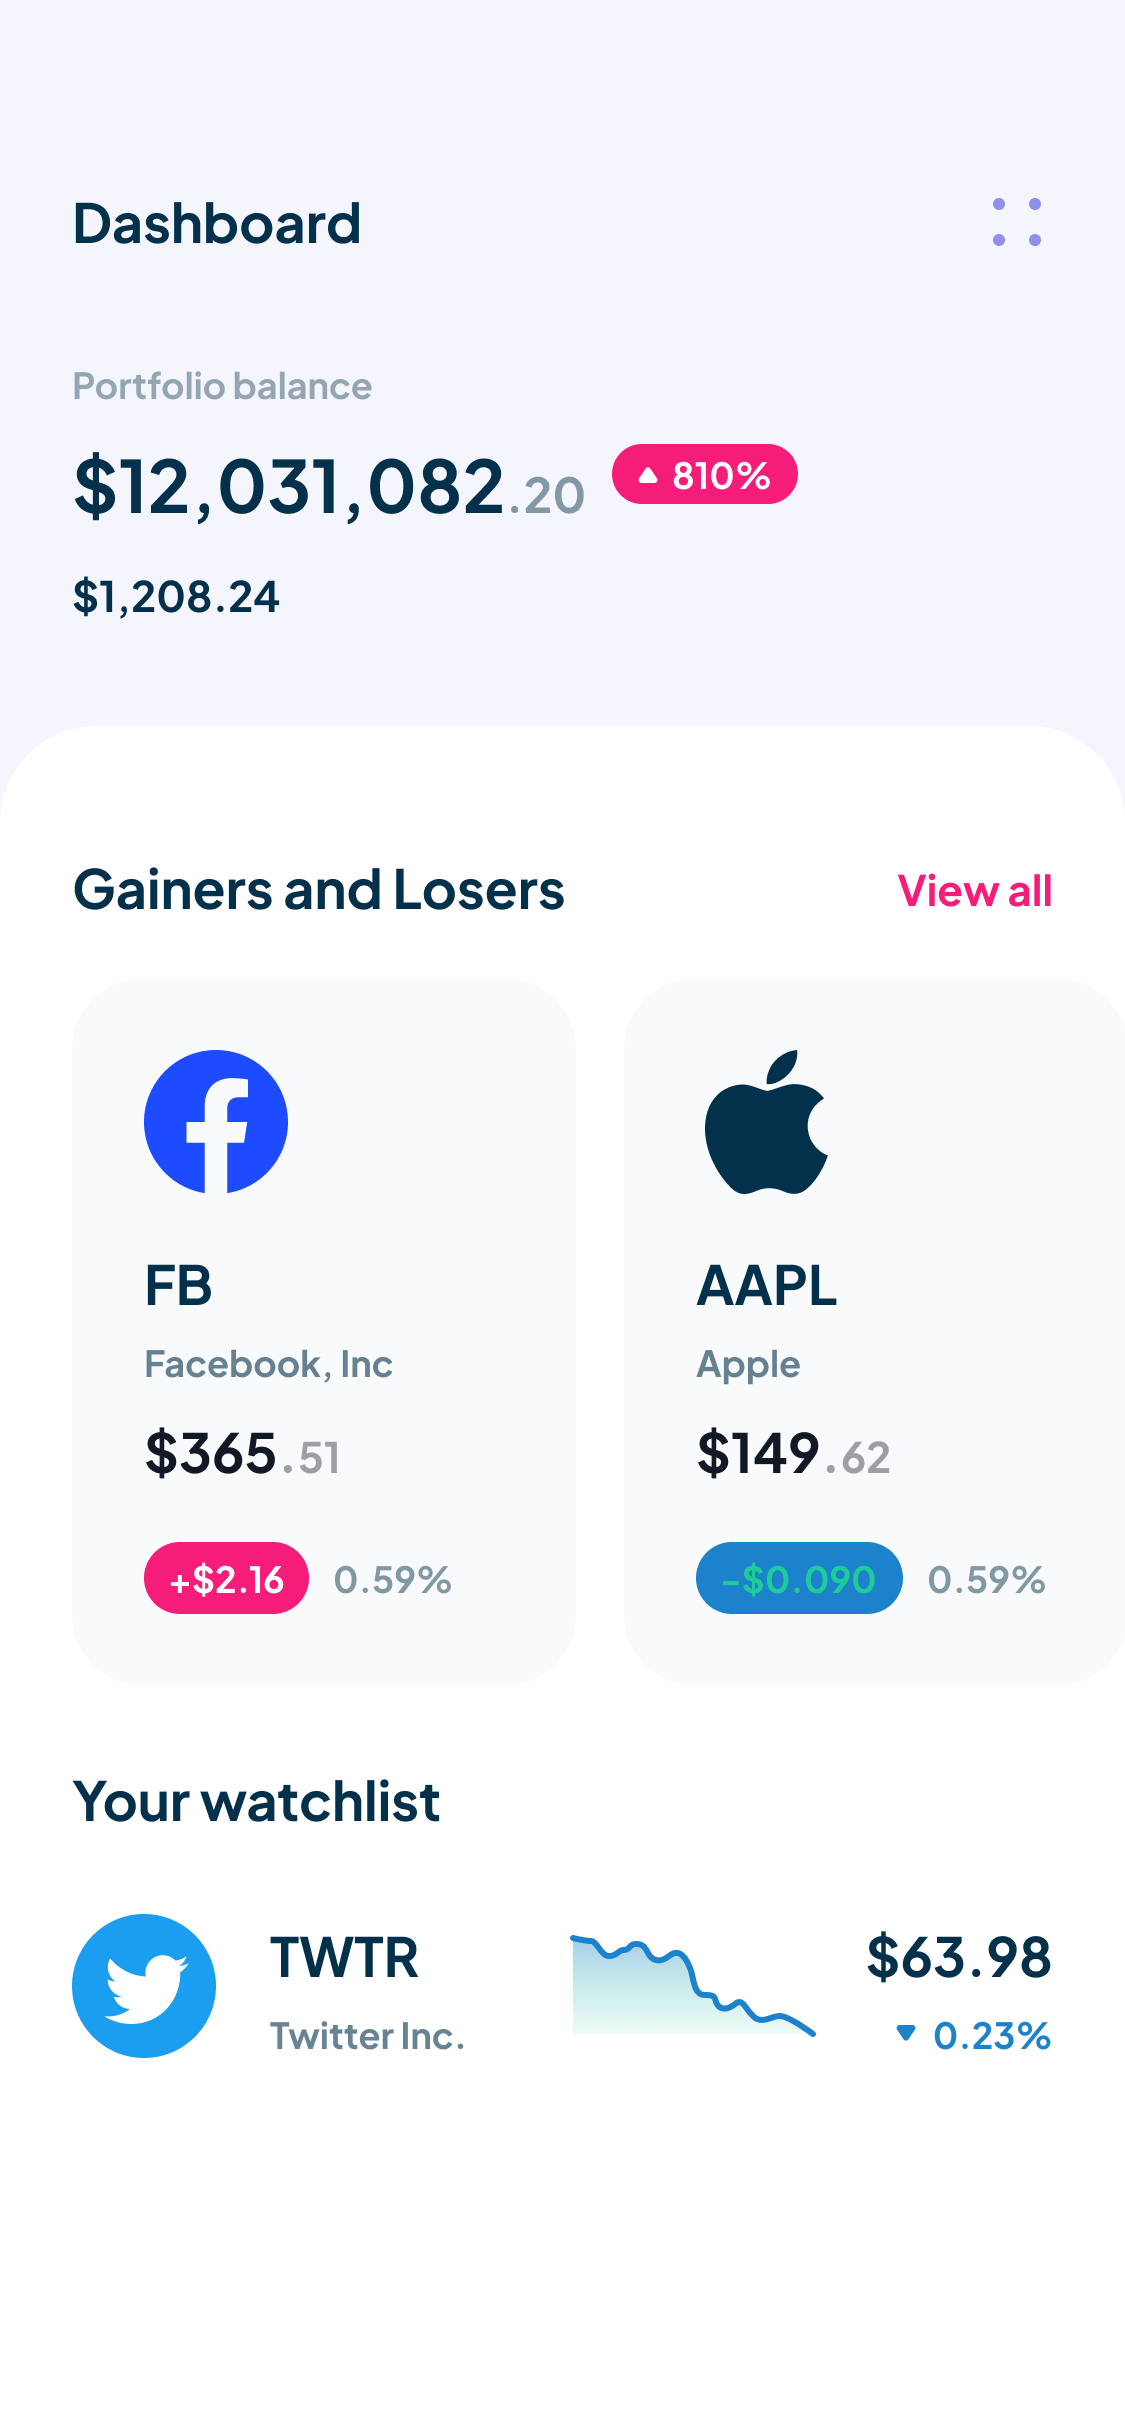 Dashboard
Portfolio balance
$12,031,082.20
810%
$1,208.24
Gainers and Losers
View all
FB
Facebook, Inc
$365.51
+$2.16 0.59%
AAPL
Apple
$149.62
-$0.090 0.59%
Your watchlist
TWTR
Twitter Inc.
$63.98
0.23%